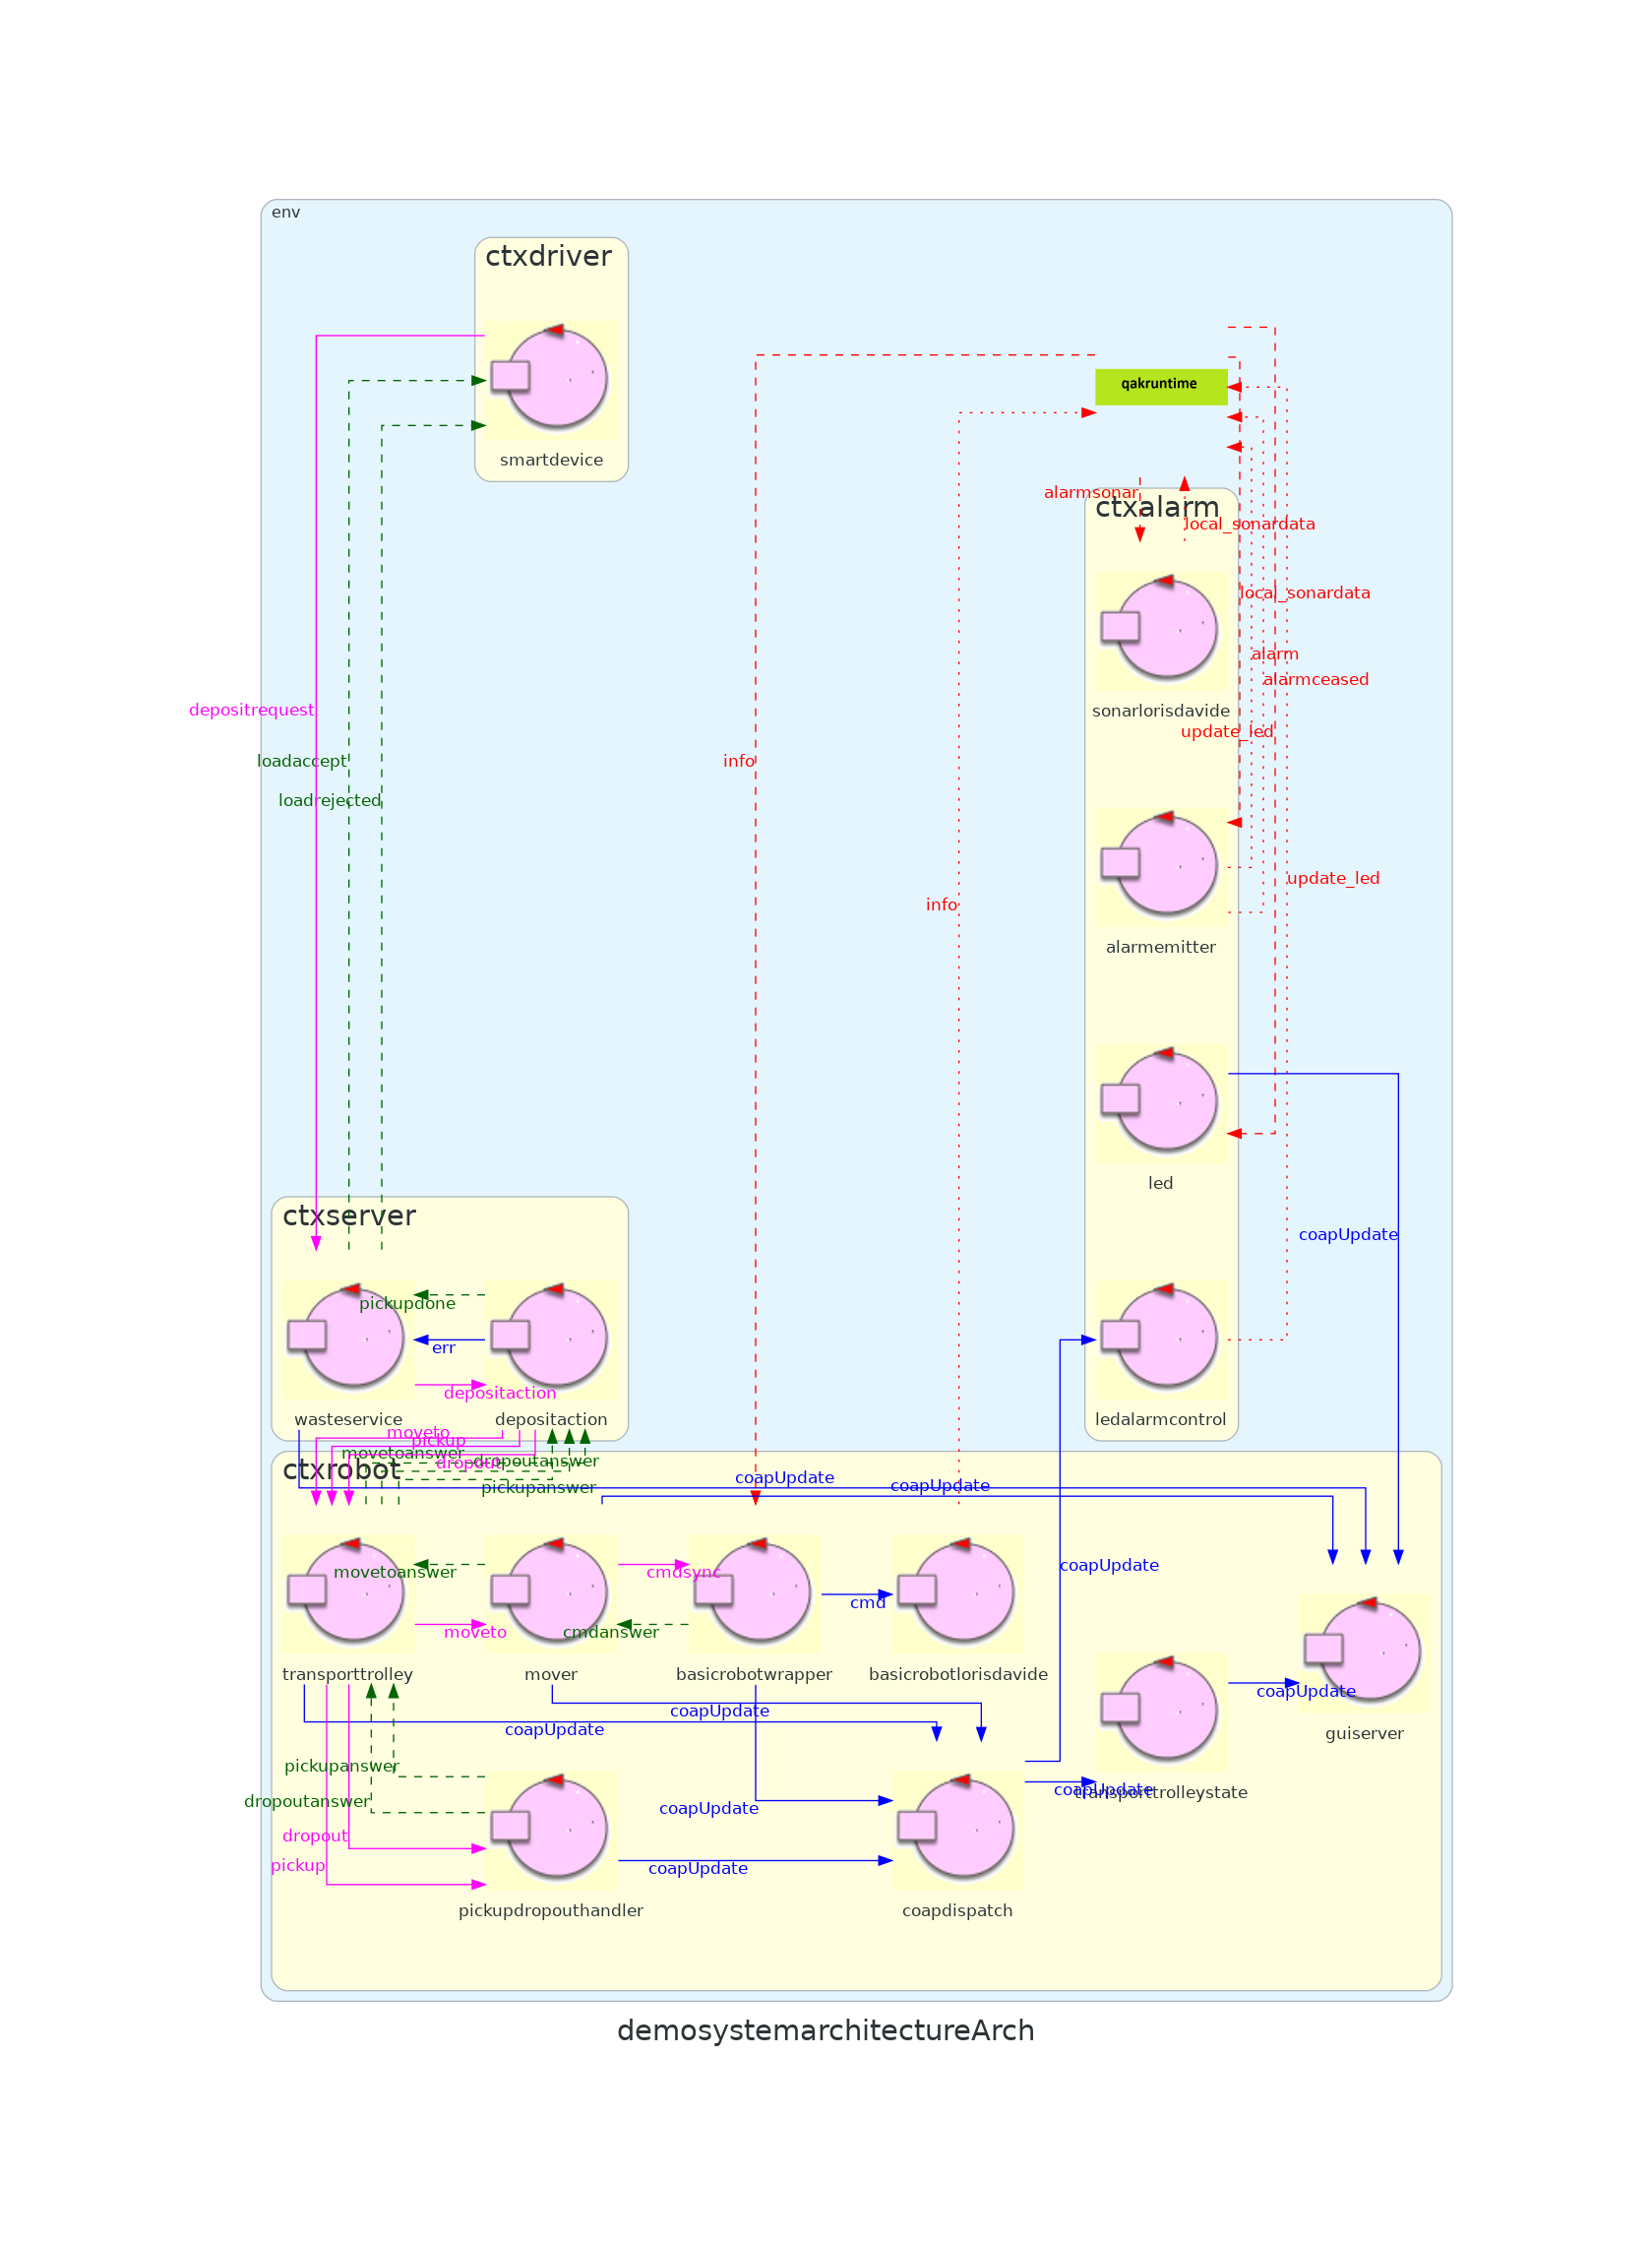 env
ctxdriver
smartdevice
qakruntime
alarmsonar
ctxalarm
local_sonardata
local_sonardata
alarm
alarmceased
depositrequest
sonarlorisdavide
update_led
loadaccept
info
loadrejected
update_led
info
alarmemitter
led
ctxserver
coapUpdate
pickupdone
err
depositaction
wasteservice
depositaction
ledalarmcontrol
moveto
pickup
movetoanswer
dropoutanswer
dropout
ctxrobot
coapUpdate
coapUpdate
pickupanswer
movetoanswer
cmdsync
coapUpdate
cmd
moveto
cmdanswer
transporttrolley
mover
basicrobotwrapper
basicrobotlorisdavide
coapUpdate
coapUpdate
coapUpdate
guiserver
pickupanswer
coapUpdate
transporttrolleystate
dropoutanswer
coapUpdate
dropout
pickup
coapUpdate
pickupdropouthandler
coapdispatch
demosystemarchitectureArch